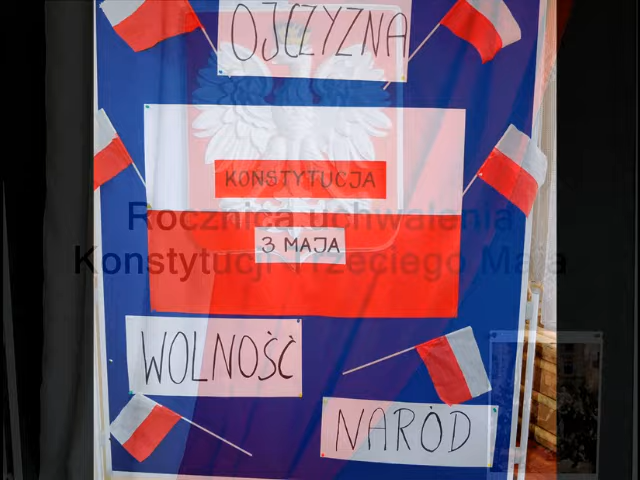 OJCZYZNA
KONSTYTUCJA
Rocznica uchwalenia
3 MAJA
Konstytucji Trzeciego Maja
WOLNOŚĆ
NARÓD